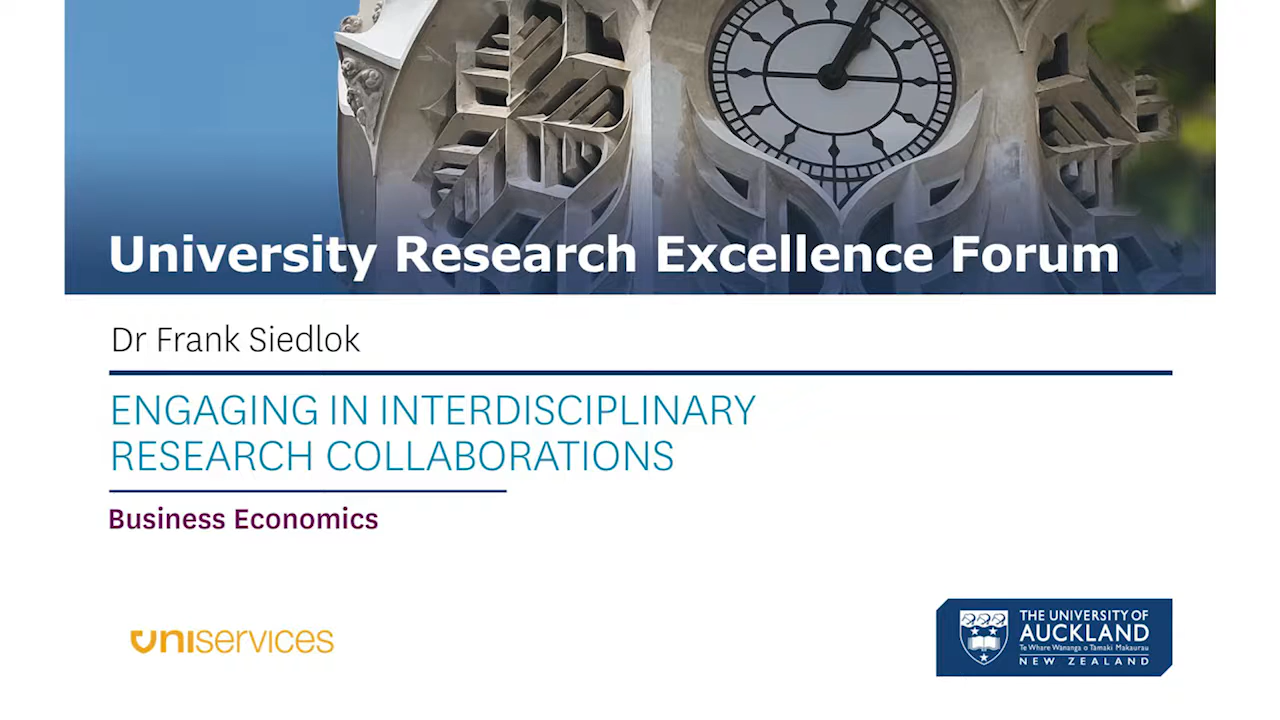 University Research Excellence Forum
Dr Frank Siedlok
ENGAGING IN INTERDISCIPLINARY
RESEARCH COLLABORATIONS
Business Economics
uniservices
THE UNIVERSITY OF
AUCKLAND
Te Whare Wānanga o Tāmaki Makaurau
NEW ZEALAND